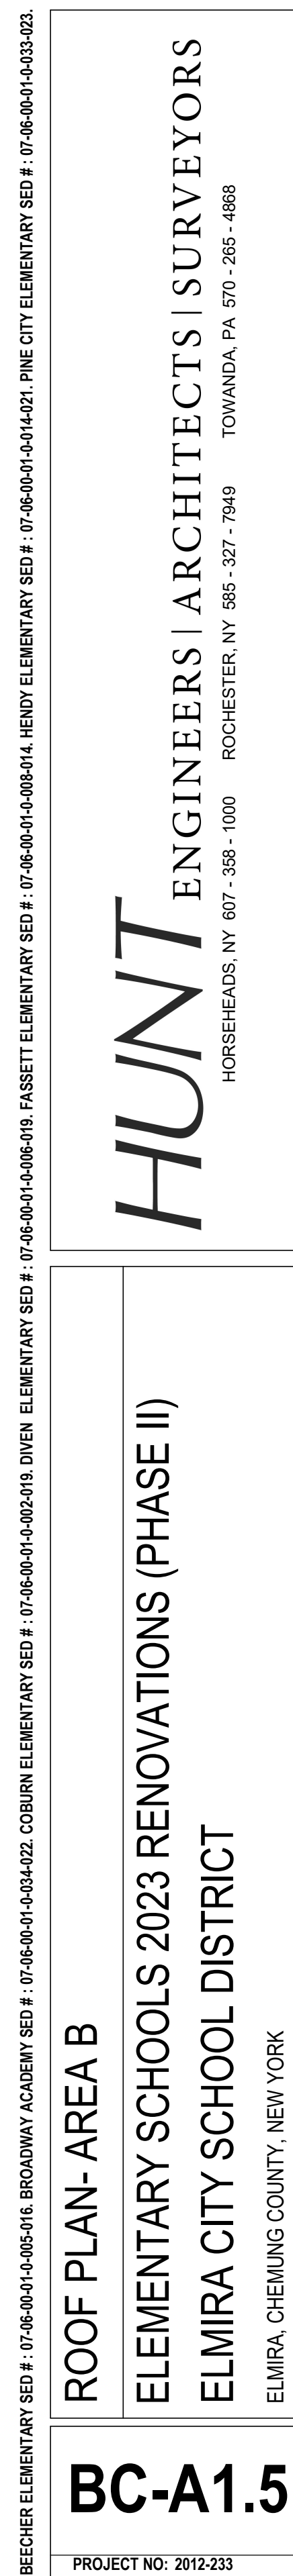 BEECHER ELEMENTARY SED # : 07-06-00-01-0-005-016. BROADWAY ACADEMY SED # : 07-06-00-01-0-034-022. COBURN ELEMENTARY SED # : 07-06-00-01-0-002-019. DIVEN ELEMENTARY SED # : 07-06-00-01-0-006-019. FASSETT ELEMENTARY SED # : 07-06-00-01-0-008-014. HENDY ELEMENTARY SED # : 07-06-00-01-0-014-021. PINE CITY ELEMENTARY SED # : 07-06-00-01-0-033-023.
HUNT
ENGINEERS | ARCHITECTS | SURVEYORS
HORSEHEADS, NY 607 - 358 - 1000 ROCHESTER, NY 585 - 327 - 7949 TOWANDA, PA 570 - 265 - 4868
ROOF PLAN- AREA B
ELEMENTARY SCHOOLS 2023 RENOVATIONS (PHASE II)
ELMIRA CITY SCHOOL DISTRICT
ELMIRA, CHEMUNG COUNTY, NEW YORK
BC-A1.5
PROJECT NO: 2012-233